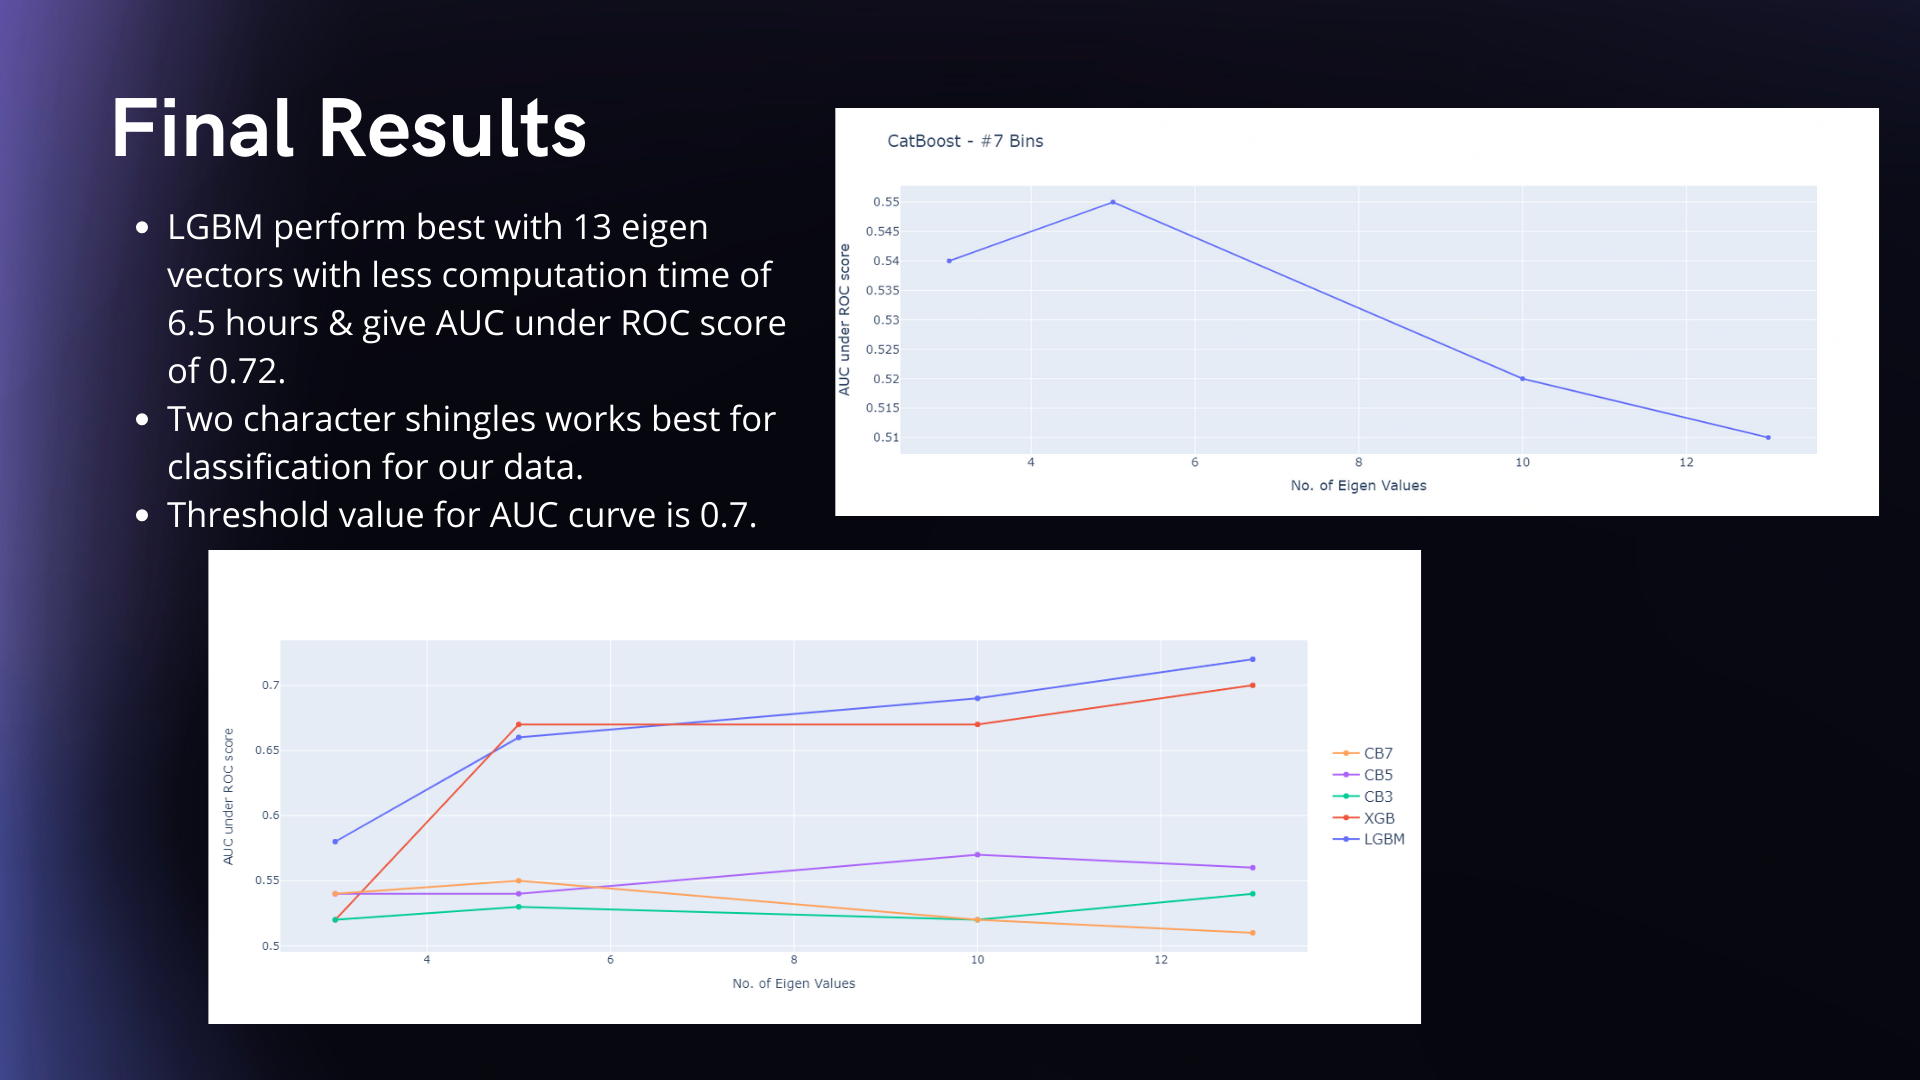 Final Results
LGBM perform best with 13 eigen
vectors with less computation time of
6.5 hours & give AUC under ROC score
of 0.72.
Two character shingles works best for
classification for our data.
Threshold value for AUC curve is 0.7.
CatBoost - #7 Bins
AUC under ROC score
0.55
0.545
0.54
0.535
0.53
0.525
0.52
0.515
0.51
4 6 8 10 12
No. of Eigen Values
AUC under ROC score
0.7
0.65
0.6
0.55
0.5
4 6 8 10 12
No. of Eigen Values
CB7
CB5
CB3
XGB
LGBM